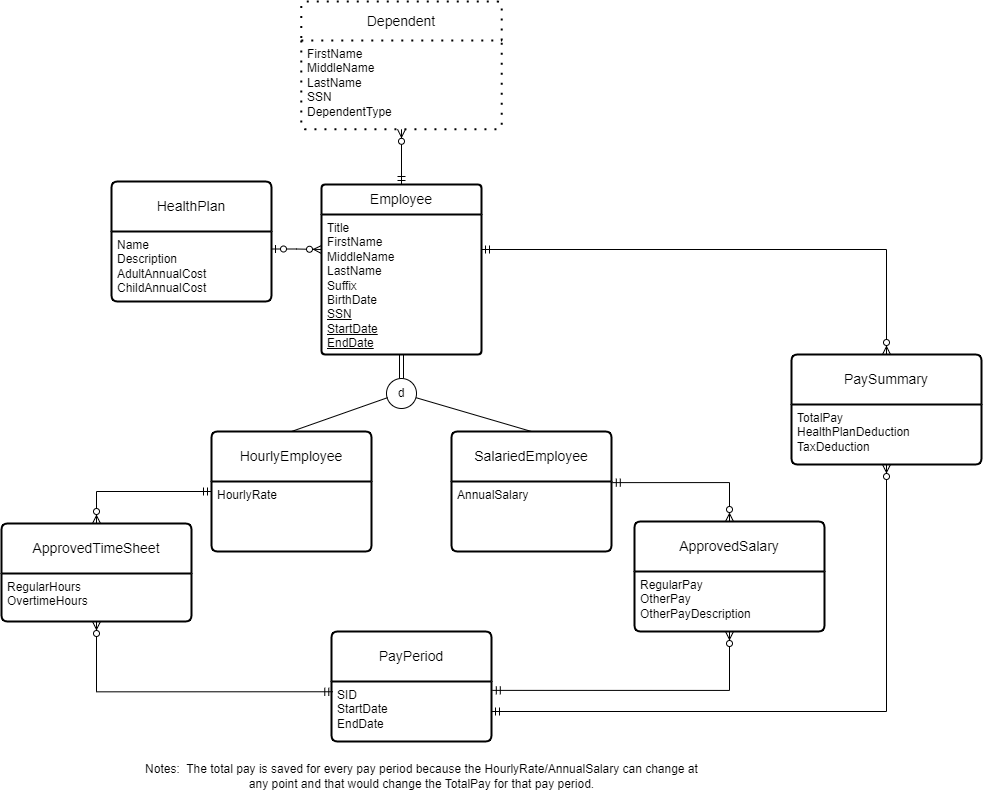 Dependent
FirstName
MiddleName
LastName
SSN
DependentType
HealthPlan
Name
Description
AdultAnnualCost
ChildAnnualCost
Employee
Title
FirstName
MiddleName
LastName
Suffix
BirthDate
SSN
StartDate
EndDate
PaySummary
TotalPay
HealthPlanDeduction
TaxDeduction
d
HourlyEmployee
HourlyRate
SalariedEmployee
AnnualSalary
ApprovedTimeSheet
RegularHours
OvertimeHours
ApprovedSalary
RegularPay
OtherPay
OtherPayDescription
PayPeriod
SID
StartDate
EndDate
Notes:  The total pay is saved for every pay period because the HourlyRate/AnnualSalary can change at
any point and that would change the TotalPay for that pay period.